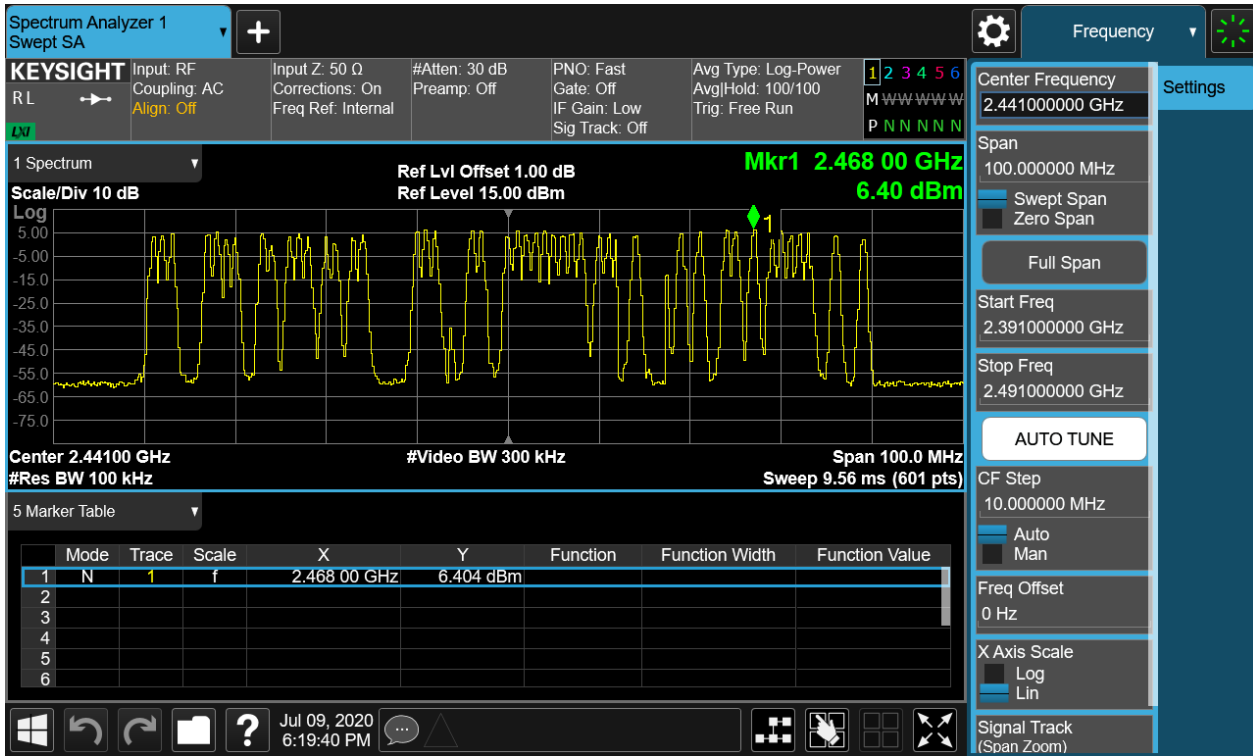 Spectrum Analyzer 1
Swept SA
Frequency
KEYSIGHT
R L
LXI
Input: RF
Coupling: AC
Align: Off
Input Z: 50 Ω
Corrections: On
Freq Ref: Internal
#Atten: 30 dB
Preamp: Off
PNO: Fast
Gate: Off
IF Gain: Low
Sig Track: Off
Avg Type: Log-Power
Avg|Hold: 100/100
Trig: Free Run
1 2 3 4 5 6
M W W W W W
P N N N N N
1 Spectrum
Scale/Div 10 dB
Ref Lvl Offset 1.00 dB
Ref Level 15.00 dBm
Mkr1 2.468 00 GHz
6.40 dBm
Log
1
5.00
-5.00
-15.0
-25.0
-35.0
-45.0
-55.0
-65.0
-75.0
Center 2.44100 GHz
#Video BW 300 kHz
Span 100.0 MHz
#Res BW 100 kHz
Sweep 9.56 ms (601 pts)
5 Marker Table
Mode Trace Scale X Y Function Function Width Function Value
1 N 1 f 2.468 00 GHz 6.404 dBm
2
3
4
5
6
Jul 09, 2020
6:19:40 PM
Center Frequency
2.441000000 GHz
Settings
Span
100.000000 MHz
Swept Span
Zero Span
Full Span
Start Freq
2.391000000 GHz
Stop Freq
2.491000000 GHz
AUTO TUNE
CF Step
10.000000 MHz
Auto
Man
Freq Offset
0 Hz
X Axis Scale
Log
Lin
Signal Track
(Span Zoom)